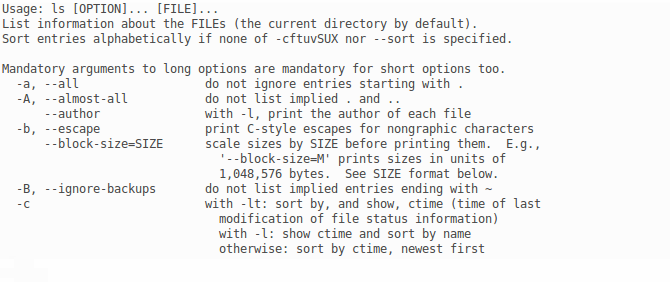 Usage: ls [OPTION]... [FILE]...
List information about the FILEs (the current directory by default).
Sort entries alphabetically if none of -cftuvSUX nor --sort is specified.

Mandatory arguments to long options are mandatory for short options too.
  -a, --all                  do not ignore entries starting with .
  -A, --almost-all           do not list implied . and ..
      --author               with -l, print the author of each file
  -b, --escape               print C-style escapes for nongraphic characters
      --block-size=SIZE      scale sizes by SIZE before printing them.  E.g.,
                               '--block-size=M' prints sizes in units of
                               1,048,576 bytes.  See SIZE format below.
  -B, --ignore-backups       do not list implied entries ending with ~
  -c                         with -lt: sort by, and show, ctime (time of last
                               modification of file status information)
                               with -l: show ctime and sort by name
                               otherwise: sort by ctime, newest first